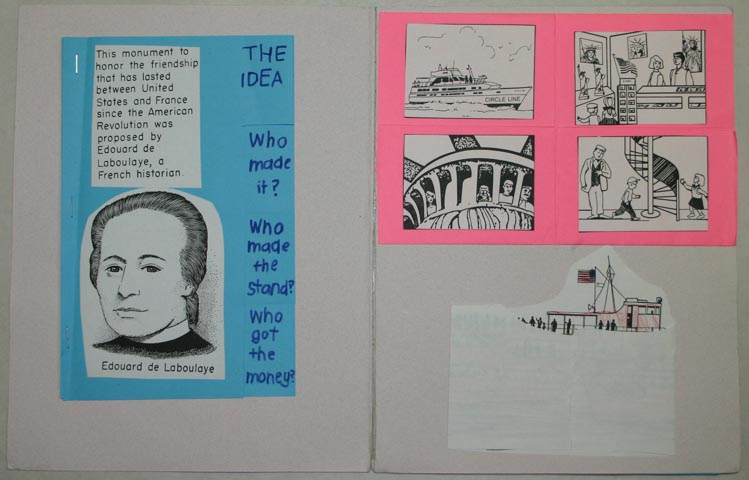 This monument to
honor the friendship
that has lasted
between United
States and France
since the American
Revolution was
proposed by
Edouard de
Laboulaye, a
French historian
Edouard de Laboulaye
THE
IDEA
Who
made
it?
Who
made
the
stand?
Who
got
the
money?
CIRCLE LINE